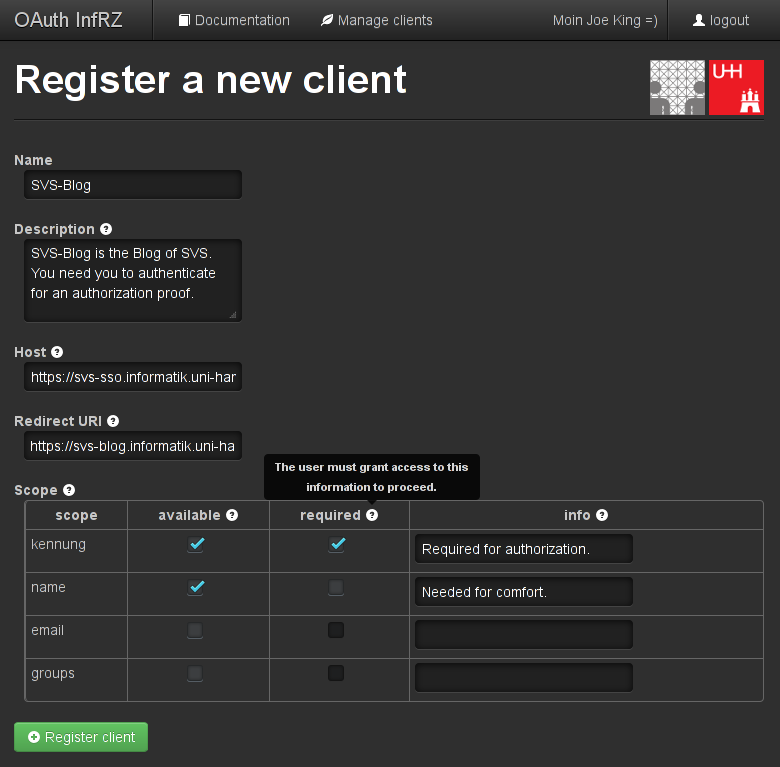 OAuth InfRZ
Documentation
Manage clients
Moin Joe King =)
logout
Register a new client
UHH
Name
SVS-Blog
Description
SVS-Blog is the Blog of SVS.
You need you to authenticate
for an authorization proof.
Host
https://svs-sso.informatik.uni-har
Redirect URI
https://svs-blog.informatik.uni-ha
The user must grant access to this
information to proceed.
Scope
scope available required info
kennung Required for authorization.
name Needed for comfort.
email
groups
Register client